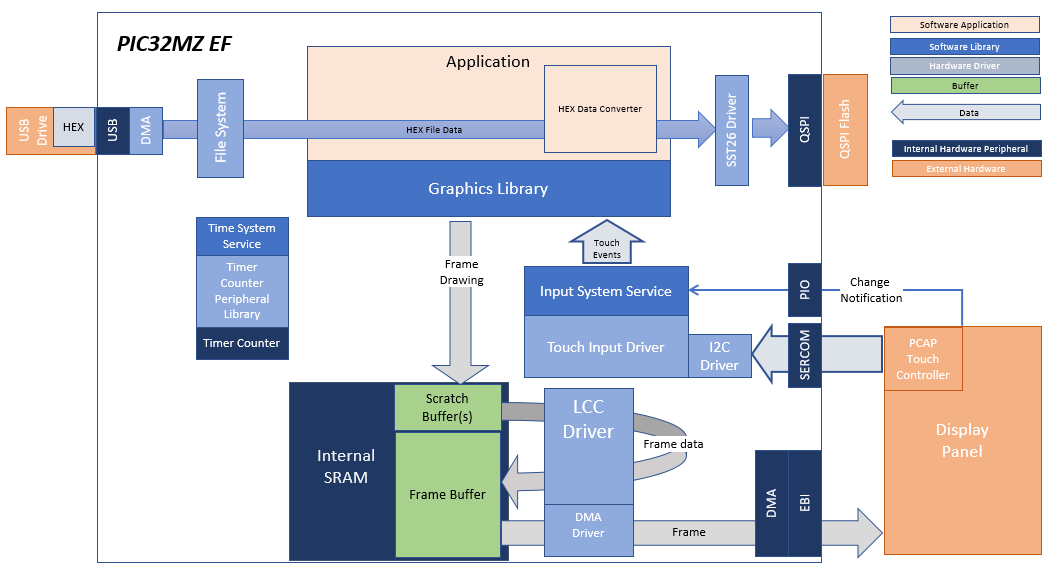 PIC32MZ EF
Application
HEX Data Converter
HEX File Data
Graphics Library
USB
Drive
HEX
USB
DMA
File System
SST26 Driver
QSPI
QSPI Flash
Software Application
Software Library
Hardware Driver
Buffer
Data
Internal Hardware Peripheral
External Hardware
Time System
Service
Timer
Counter
Peripheral
Library
Timer Counter
Frame
Drawing
Touch
Events
Input System Service
Touch Input Driver
I2C
Driver
PIO
SERCOM
Change
Notification
PCAP
Touch
Controller
Display
Panel
Internal
SRAM
Scratch
Buffer(s)
Frame Buffer
LCC
Driver
DMA
Driver
Frame data
Frame
DMA
EBI